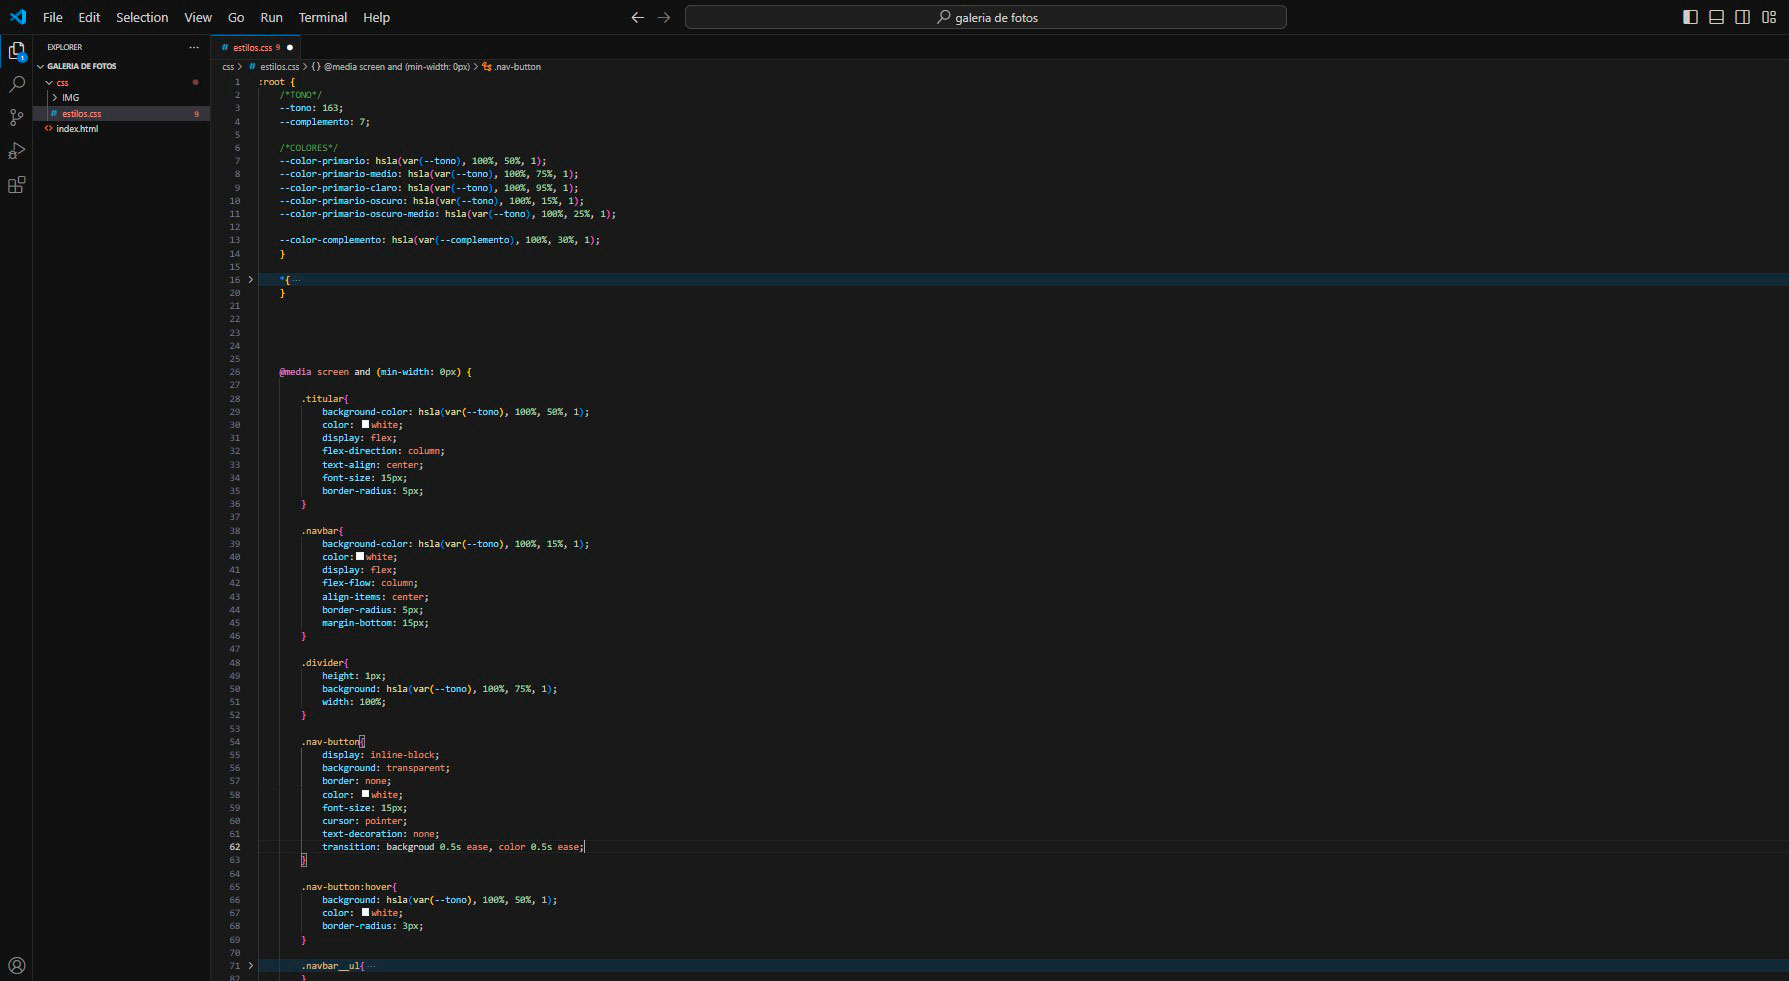 File Edit Selection View Go Run Terminal Help
galeria de fotos
EXPLORER
GALERIA DE FOTOS
css
IMG
# estilos.css 9
<> index.html
# estilos.css 9
css > # estilos.css > {} @media screen and (min-width: 0px) > .nav-button
1 :root {
2 /*TONO*/
3 --tono: 163;
4 --complemento: 7;
5
6 /*COLORES*/
7 --color-primario: hsla(var(--tono), 100%, 50%, 1);
8 --color-primario-medio: hsla(var(--tono), 100%, 75%, 1);
9 --color-primario-claro: hsla(var(--tono), 100%, 95%, 1);
10 --color-primario-oscuro: hsla(var(--tono), 100%, 15%, 1);
11 --color-primario-oscuro-medio: hsla(var(--tono), 100%, 25%, 1);
12
13 --color-complemento: hsla(var(--complemento), 100%, 30%, 1);
14 }
15
16 *{ ...
20 }
21
22
23
24
25
26 @media screen and (min-width: 0px) {
27
28 .titular{
29 background-color: hsla(var(--tono), 100%, 50%, 1);
30 color: white;
31 display: flex;
32 flex-direction: column;
33 text-align: center;
34 font-size: 15px;
35 border-radius: 5px;
36 }
37
38 .navbar{
39 background-color: hsla(var(--tono), 100%, 15%, 1);
40 color: white;
41 display: flex;
42 flex-flow: column;
43 align-items: center;
44 border-radius: 5px;
45 margin-bottom: 15px;
46 }
47
48 .divider{
49 height: 1px;
50 background: hsla(var(--tono), 100%, 75%, 1);
51 width: 100%;
52 }
53
54 .nav-button{
55 display: inline-block;
56 background: transparent;
57 border: none;
58 color: white;
59 font-size: 15px;
60 cursor: pointer;
61 text-decoration: none;
62 transition: backgroud 0.5s ease, color 0.5s ease;
63 }
64
65 .nav-button:hover{
66 background: hsla(var(--tono), 100%, 50%, 1);
67 color: white;
68 border-radius: 3px;
69 }
70
71 .navbar__ul{ ...
82 }